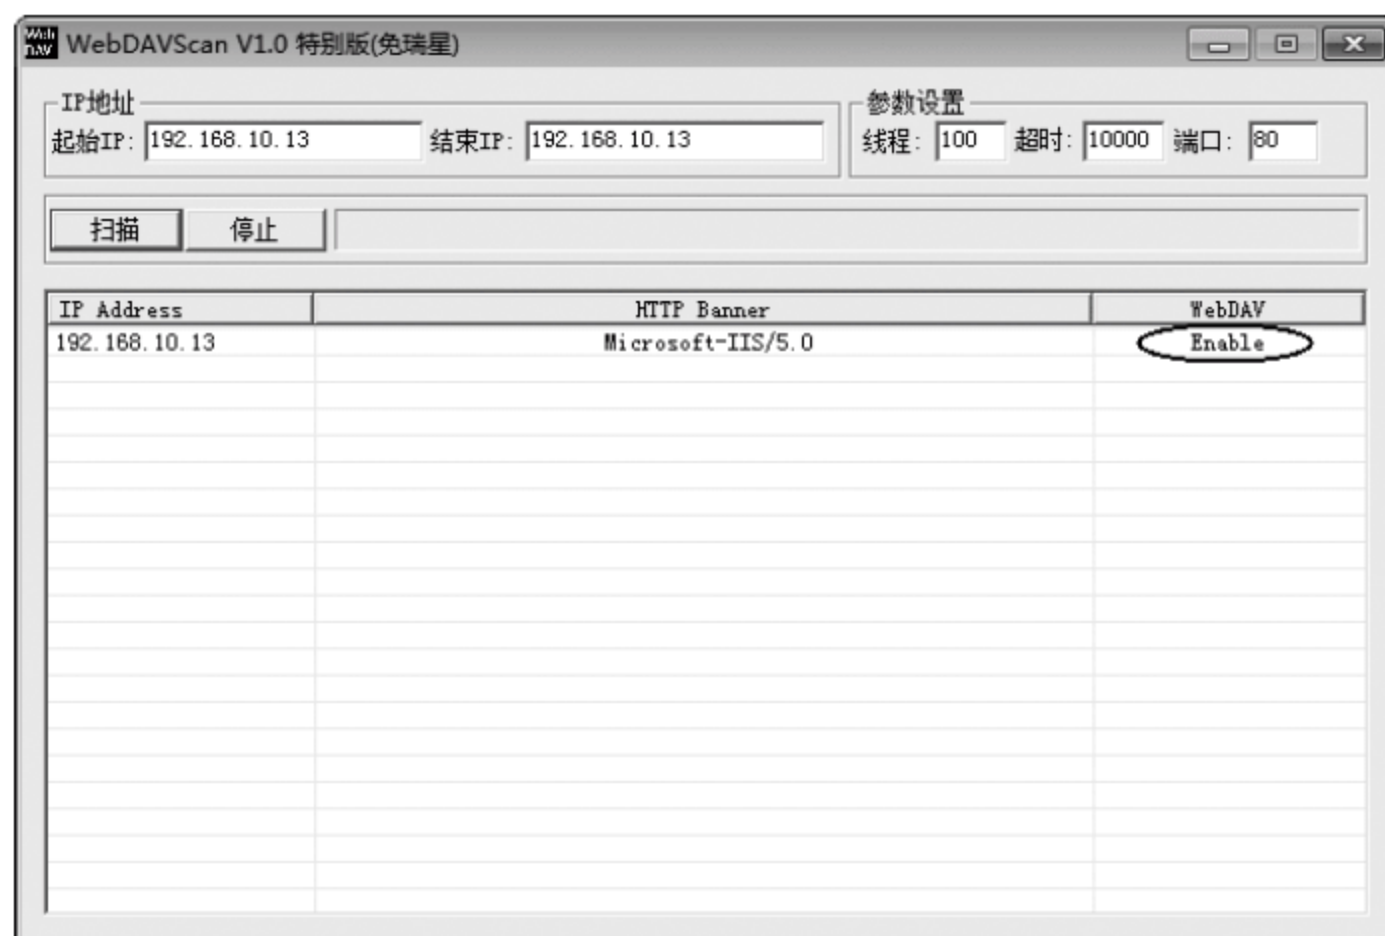 Web DAV WebDAVScan V1.0 特别版(免瑞星)
IP地址 参数设置
起始IP: 192.168.10.13 结束IP: 192.168.10.13 线程: 100 超时: 10000 端口: 80
扫描 停止
IP Address HTTP Banner WebDAV
192.168.10.13 Microsoft-IIS/5.0 Enable